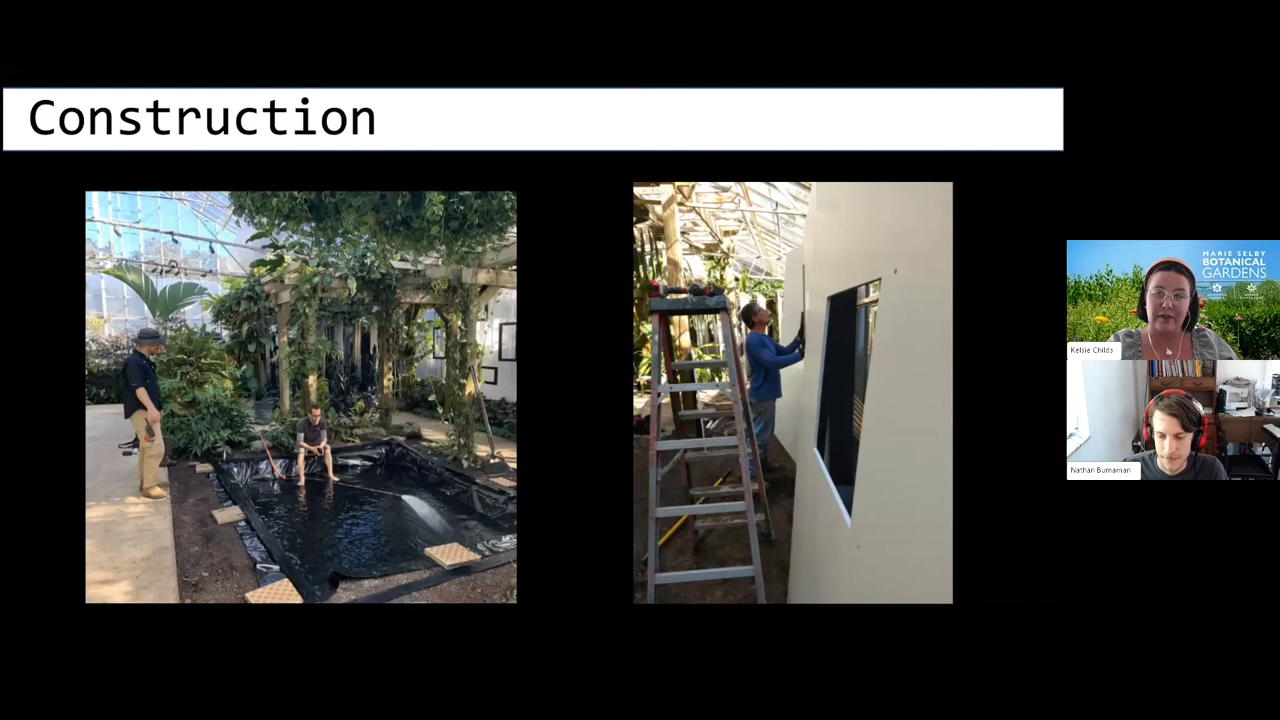 Construction
MARIE SELBY
BOTANICAL
GARDENS
Kelsie Childs
Nathan Burnaman